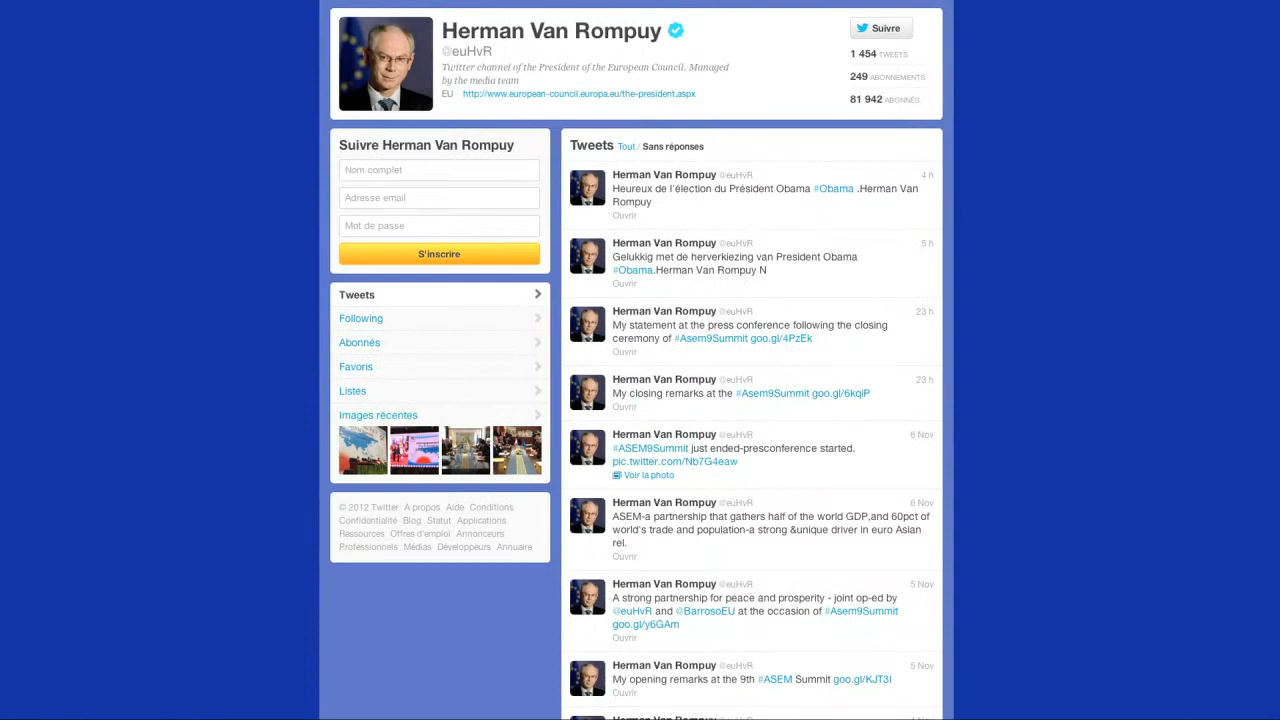 Herman Van Rompuy
@euHvR
Twitter channel of the President of the European Council. Managed
by the media team
EU http://www.european-council.europa.eu/the-president.aspx
Suivre
1 454 TWEETS
249 ABONNEMENTS
81 942 ABONNÉS
Suivre Herman Van Rompuy
Nom complet
Adresse email
Mot de passe
S'inscrire
Tweets
Following
Abonnés
Favoris
Listes
Images récentes
© 2012 Twitter A propos Aide Conditions
Confidentialité Blog Statut Applications
Ressources Offres d'emploi Annonceurs
Professionnels Médias Développeurs Annuaire
Tweets Tout / Sans réponses
Herman Van Rompuy @euHvR 4 h
Heureux de l'élection du Président Obama #Obama .Herman Van
Rompuy
Ouvrir
Herman Van Rompuy @euHvR 5 h
Gelukkig met de herverkiezing van President Obama
#Obama.Herman Van Rompuy N
Ouvrir
Herman Van Rompuy @euHvR 23 h
My statement at the press conference following the closing
ceremony of #Asem9Summit goo.gl/4PzEk
Ouvrir
Herman Van Rompuy @euHvR 23 h
My closing remarks at the #Asem9Summit goo.gl/6kqiP
Ouvrir
Herman Van Rompuy @euHvR 6 Nov
#ASEM9Summit just ended-presconference started.
pic.twitter.com/Nb7G4eaw
Voir la photo
Herman Van Rompuy @euHvR 6 Nov
ASEM-a partnership that gathers half of the world GDP,and 60pct of
world's trade and population-a strong &unique driver in euro Asian
rel.
Ouvrir
Herman Van Rompuy @euHvR 5 Nov
A strong partnership for peace and prosperity - joint op-ed by
@euHvR and @BarrosoEU at the occasion of #Asem9Summit
goo.gl/y6GAm
Ouvrir
Herman Van Rompuy @euHvR 5 Nov
My opening remarks at the 9th #ASEM Summit goo.gl/KJT3I
Ouvrir